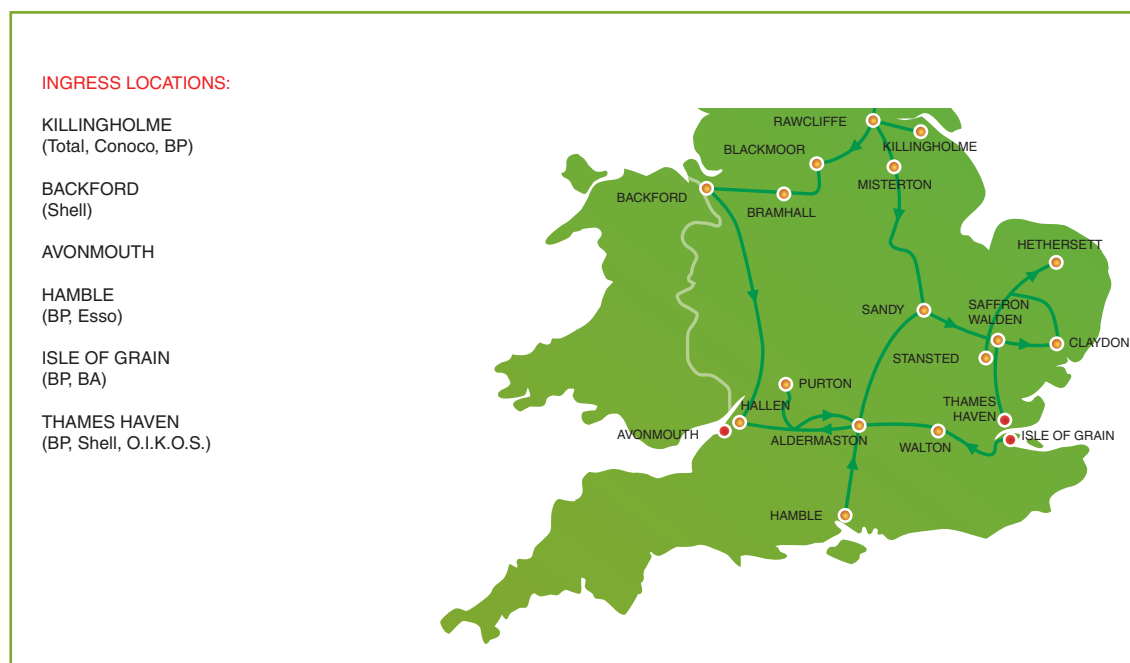 INGRESS LOCATIONS:
KILLINGHOLME
(Total, Conoco, BP)
BACKFORD
(Shell)
AVONMOUTH
HAMBLE
(BP, Esso)
ISLE OF GRAIN
(BP, BA)
THAMES HAVEN
(BP, Shell, O.I.K.O.S.)
RAWCLIFFE
KILLINGHOLME
BLACKMOOR
MISTERTON
BACKFORD
BRAMHALL
HETHERSETT
SANDY
SAFFRON
WALDEN
CLAYDON
STANSTED
PURTON
THAMES
HAVEN
HALLEN
AVONMOUTH
ALDERMASTON
WALTON
ISLE OF GRAIN
HAMBLE